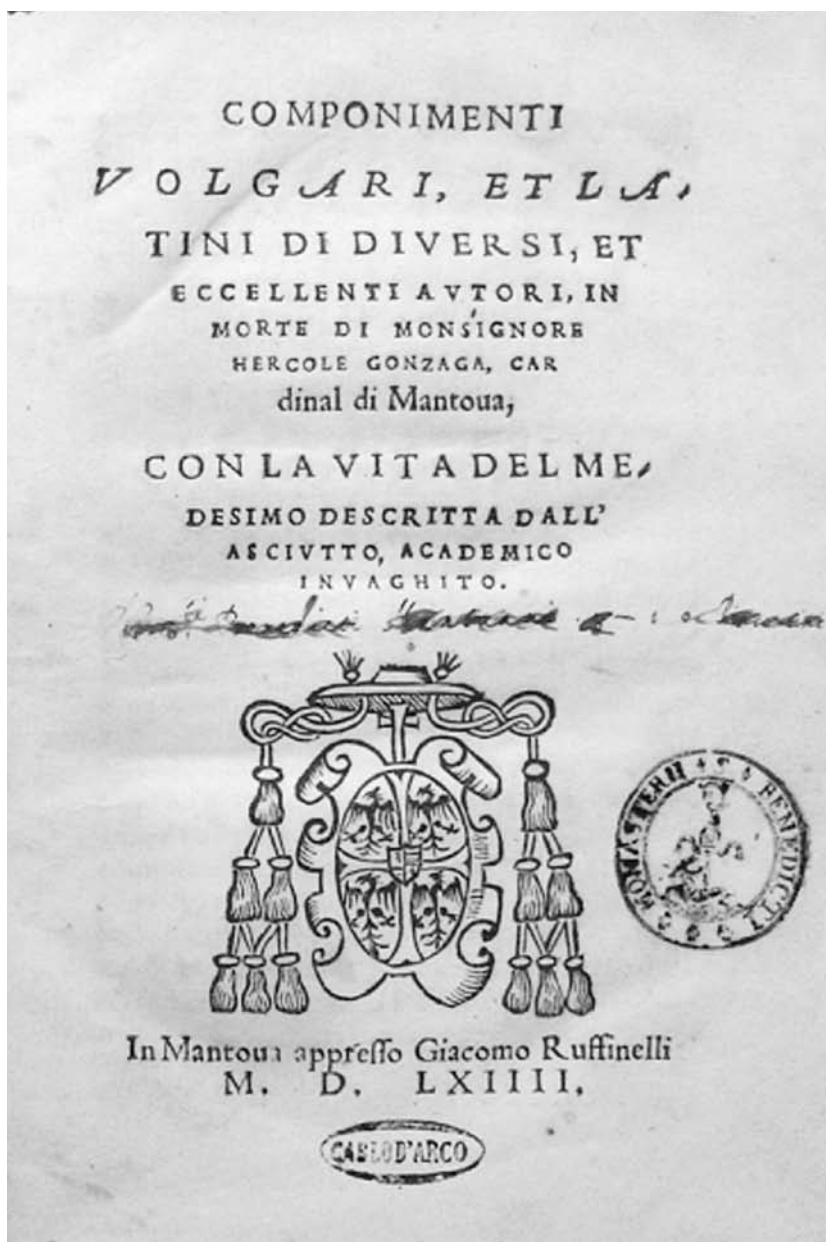 COMPONIMENTI
VOLGARI, ET LA,
TINI DI DIVERSI, ET
ECCELLENTI AVTORI, IN
MORTE DI MONSIGNORE
HERCOLE GONZAGA, CAR
dinal di Mantoua,
CON LA VITA DEL ME,
DESIMO DESCRITTA DALL'
ASCIVTTO, ACADEMICO
INVAGHITO.
MONASTERII S BENEDICTI
In Mantoua appresso Giacomo Ruffinelli
M. D. LXIIII.
CARLO D'ARCO